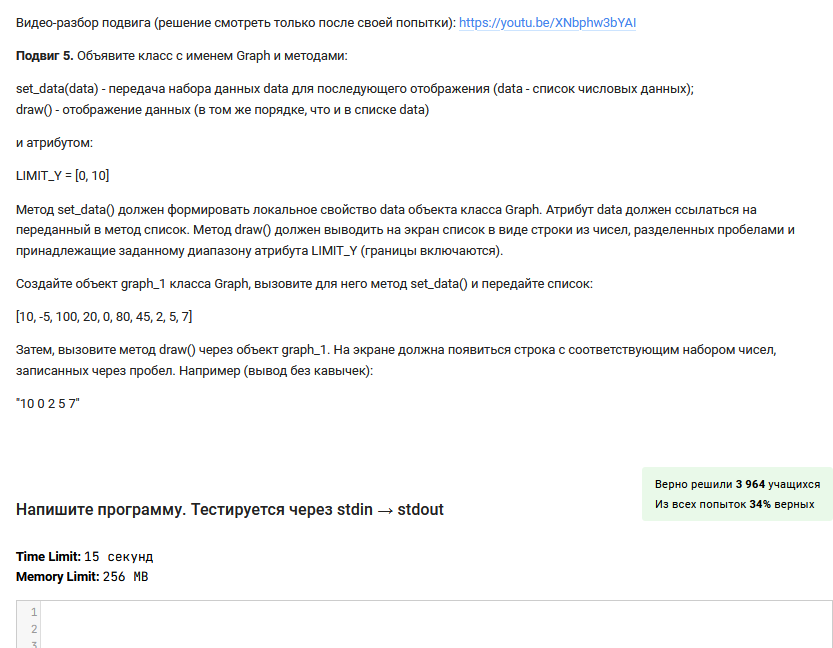 Видео-разбор подвига (решение смотреть только после своей попытки): https://youtu.be/XNbphw3bYAI
Подвиг 5. Объявите класс с именем Graph и методами:
set_data(data) - передача набора данных data для последующего отображения (data - список числовых данных);
draw() - отображение данных (в том же порядке, что и в списке data)
и атрибутом:
LIMIT_Y = [0, 10]
Метод set_data() должен формировать локальное свойство data объекта класса Graph. Атрибут data должен ссылаться на
переданный в метод список. Метод draw() должен выводить на экран список в виде строки из чисел, разделенных пробелами и
принадлежащие заданному диапазону атрибута LIMIT_Y (границы включаются).
Создайте объект graph_1 класса Graph, вызовите для него метод set_data() и передайте список:
[10, -5, 100, 20, 0, 80, 45, 2, 5, 7]
Затем, вызовите метод draw() через объект graph_1. На экране должна появиться строка с соответствующим набором чисел,
записанных через пробел. Например (вывод без кавычек):
"10 0 2 5 7"
Верно решили 3 964 учащихся
Из всех попыток 34% верных
Напишите программу. Тестируется через stdin → stdout
Time Limit: 15 секунд
Memory Limit: 256 MB
1
2
3